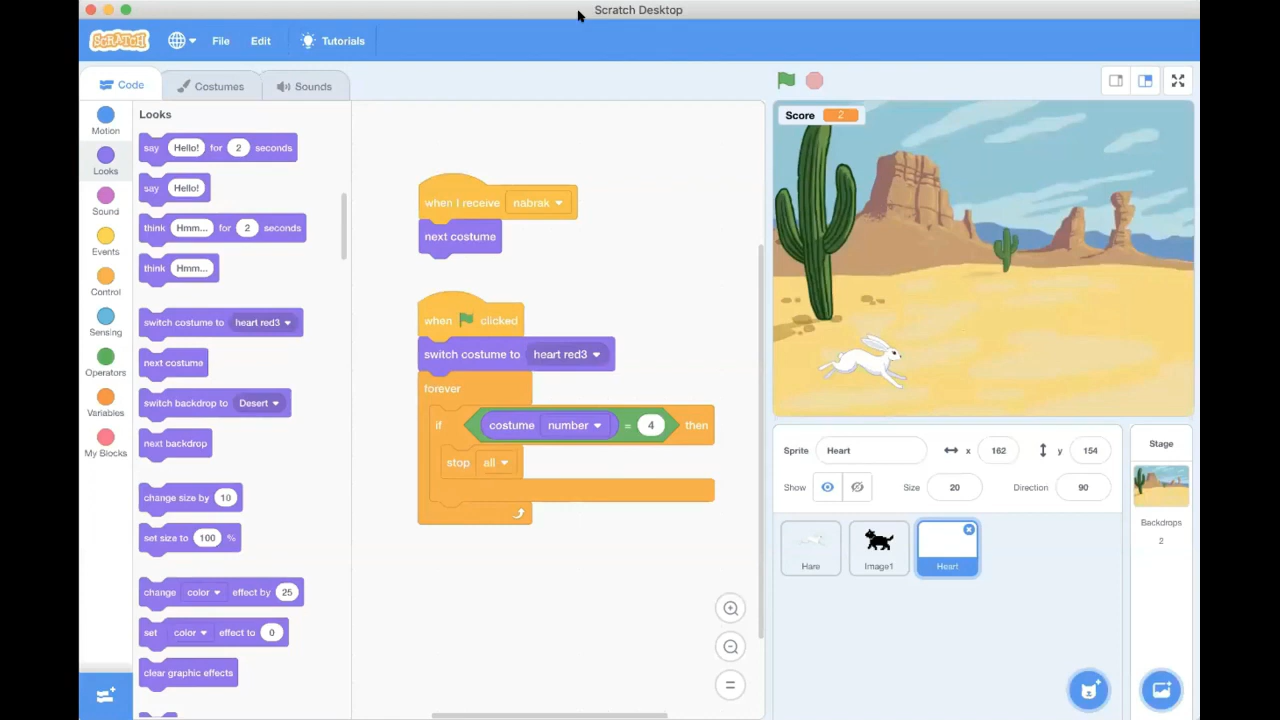 Scratch Desktop
SCRATCH File Edit Tutorials
Code Costumes Sounds
Motion
Looks
Sound
Events
Control
Sensing
Operators
Variables
My Blocks
Looks
say Hello! for 2 seconds
say Hello!
think Hmm... for 2 seconds
think Hmm...
switch costume to heart red3
next costume
switch backdrop to Desert
next backdrop
change size by 10
set size to 100 %
change color effect by 25
set color effect to 0
clear graphic effects
when I receive nabrak
next costume
when clicked
switch costume to heart red3
forever
if costume number = 4 then
stop all
Score 2
Sprite Heart x 162 y 154
Show Size 20 Direction 90
Hare Image1 Heart
Stage
Backdrops
2